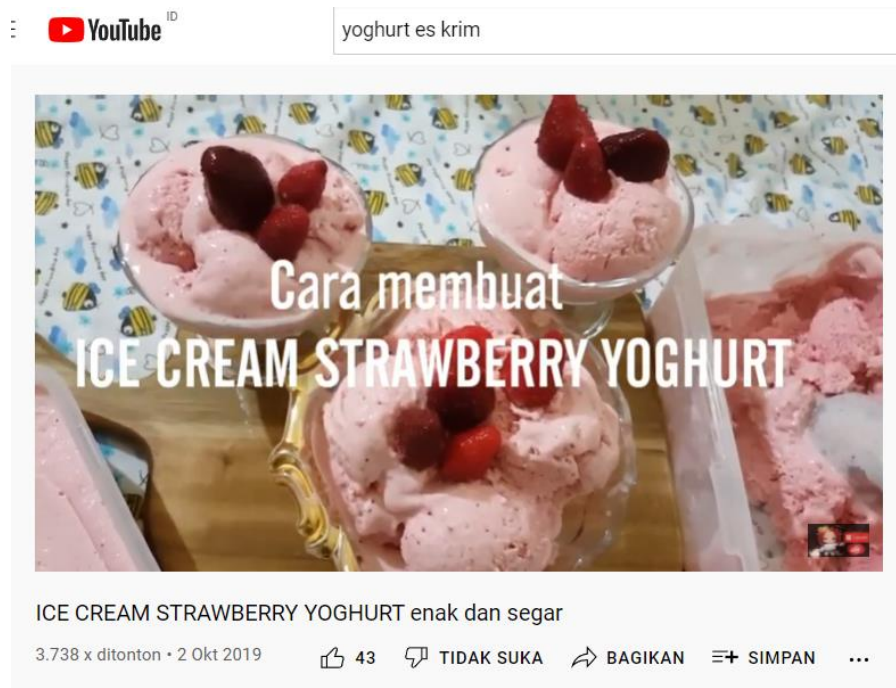 YouTube ID
yoghurt es krim
Cara membuat
ICE CREAM STRAWBERRY YOGHURT
ICE CREAM STRAWBERRY YOGHURT enak dan segar
3.738 x ditonton • 2 Okt 2019
43 TIDAK SUKA BAGIKAN SIMPAN